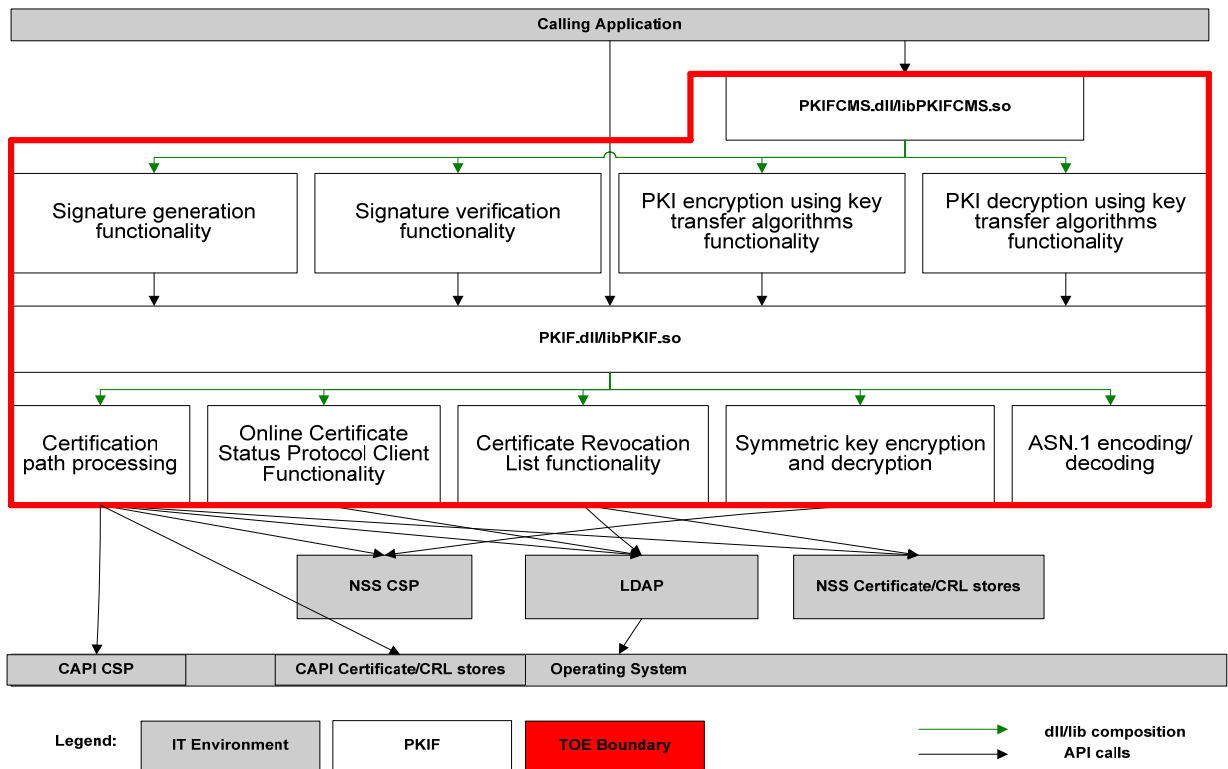 Calling Application
PKIFCMS.dll/libPKIFCMS.so
Signature generation
functionality
Signature verification
functionality
PKI encryption using key
transfer algorithms
functionality
PKI decryption using key
transfer algorithms
functionality
PKIF.dll/libPKIF.so
Certification
path processing
Online Certificate
Status Protocol Client
Functionality
Certificate Revocation
List functionality
Symmetric key encryption
and decryption
ASN.1 encoding/
decoding
NSS CSP
LDAP
NSS Certificate/CRL stores
CAPI CSP
CAPI Certificate/CRL stores
Operating System
Legend:
IT Environment
PKIF
TOE Boundary
dll/lib composition
API calls